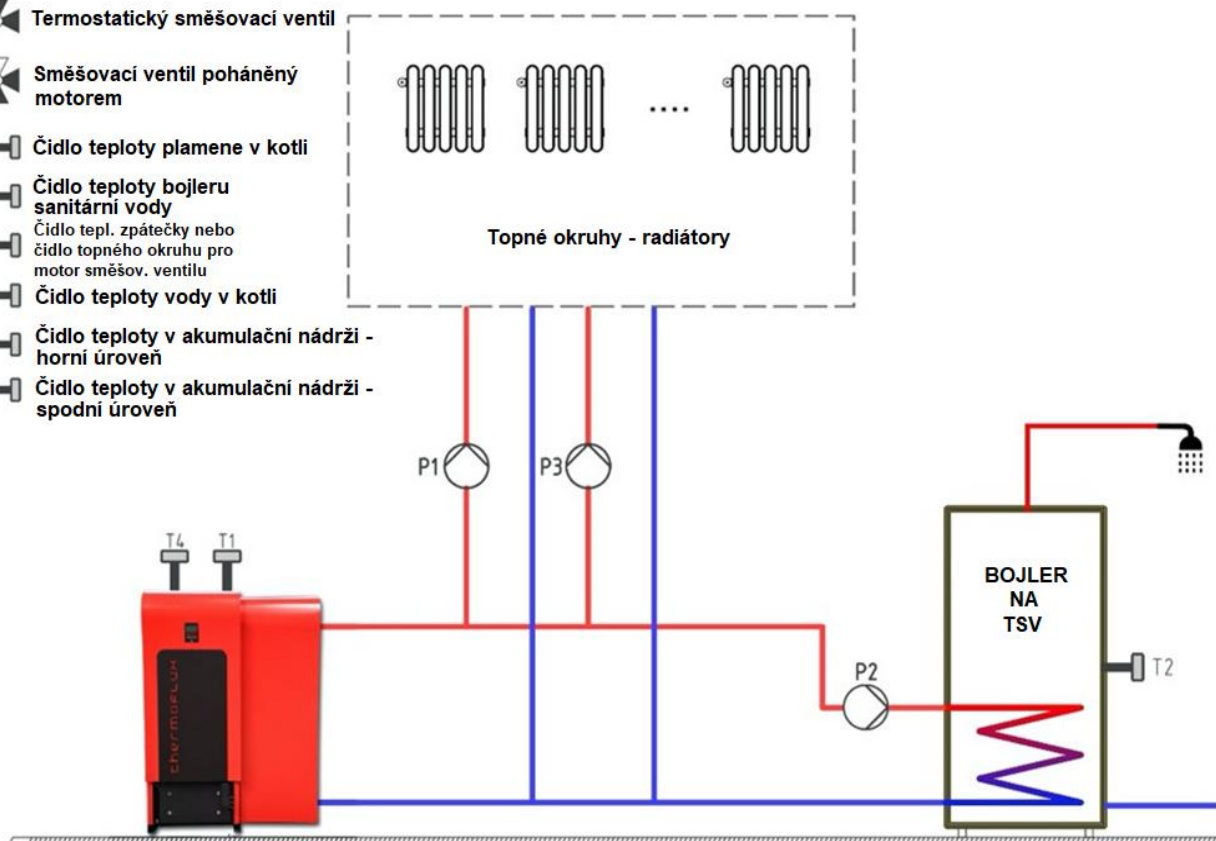 Termostatický směšovací ventil
Směšovací ventil poháněný
motorem
Čidlo teploty plamene v kotli
Čidlo teploty bojleru
sanitární vody
Čidlo tepl. zpátečky nebo
čidlo topného okruhu pro
motor směšov. ventilu
Čidlo teploty vody v kotli
Čidlo teploty v akumulační nádrži -
horní úroveň
Čidlo teploty v akumulační nádrži -
spodní úroveň
....
Topné okruhy - radiátory
P1
P3
T4
T1
thermoflux
P2
BOJLER
NA
TSV
T2